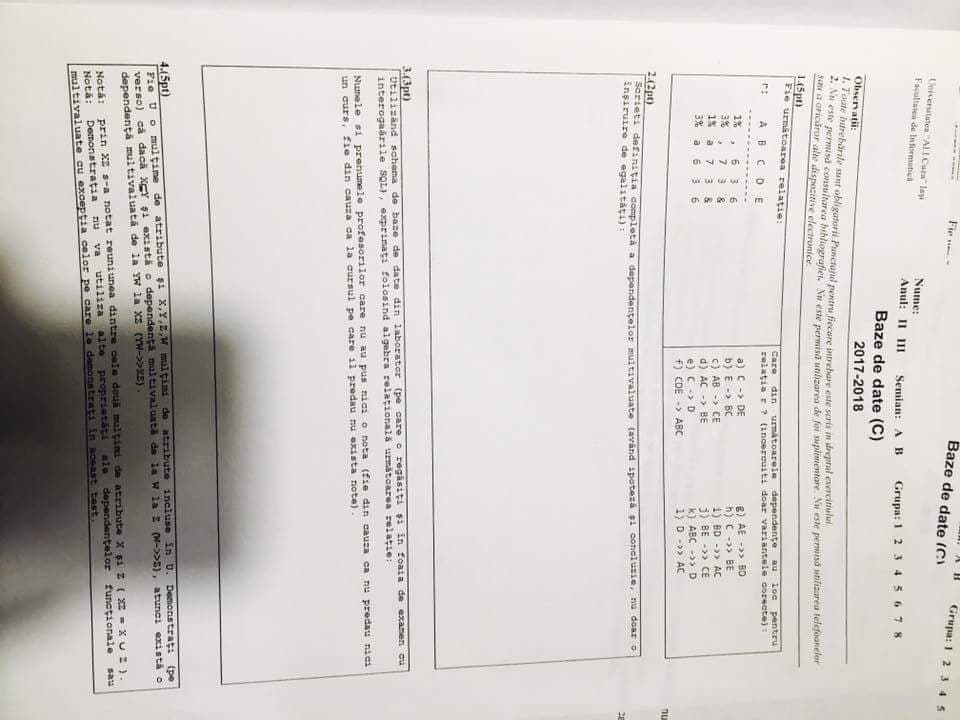 Baze de date (C)
Grupa: 1 2 3 4 5
Universitatea "Al.I.Cuza" Iaşi
Facultatea de Informatică
Nume:
Anul: II III Semian: A B Grupa: 1 2 3 4 5 6 7 8
Baze de date (C)
2017-2018
Observaţii:
1. Toate întrebările sunt obligatorii.Punctajul pentru fiecare intrebare este scris in dreptul exercitiului.
2. Nu este permisă consultarea bibliografiei. Nu este permisă utilizarea de foi suplimentare. Nu este permisă utilizarea telefoanelor
sau a oricăror alte dispozitive electronice.
1.(5pt)
Fie următoarea relaţie:
r: A B C D E
---------------
1% , 6 3 6
3% , 7 3 &
1% a 7 3 &
3% a 6 3 6
Care din următoarele dependenţe au loc pentru
relaţia r ? (incercuiti doar variantele corecte):
a) C -> DE g) AE ->> BD
b) E -> BC h) C ->> BE
c) AB -> CE i) BD ->> AC
d) AC -> BE j) BE ->> CE
e) C -> D k) ABC ->> D
f) CDE -> ABC l) D ->> AC
2.(2pt)
Scrieti definiţia completă a dependenţelor multivaluate (având ipoteză şi concluzie, nu doar o
înşiruire de egalităţi):
3.(3pt)
Utilizând schema de baze de date din laborator (pe care o regăsiţi şi în foaia de examen cu
interogaările SQL), exprimaţi folosind algebra relaţională următoarea relaţie:
Numele si prenumele profesorilor care nu au pus nici o nota (fie din cauza ca nu predau nici
un curs, fie din cauza ca la cursul pe care il predau nu exista note).
4.(5pt)
Fie U o mulţime de atribute şi X,Y,Z,W mulţimi de atribute incluse în U. Demonstraţi (pe
verso) că dacă X⊆Y şi există o dependenţă multivaluată de la W la Z (W->>Z), atunci există o
dependenţă multivaluată de la YW la XZ (YW->>XZ).
Notă: prin XZ s-a notat reuniunea dintre cele două mulţimi de atribute X şi Z ( XZ = X ∪ Z ).
Notă: Demonstraţia nu va utiliza alte proprietăţi ale dependenţelor funcţionale sau
multivaluate cu excepţia celor pe care le demonstraţi în aceast test.